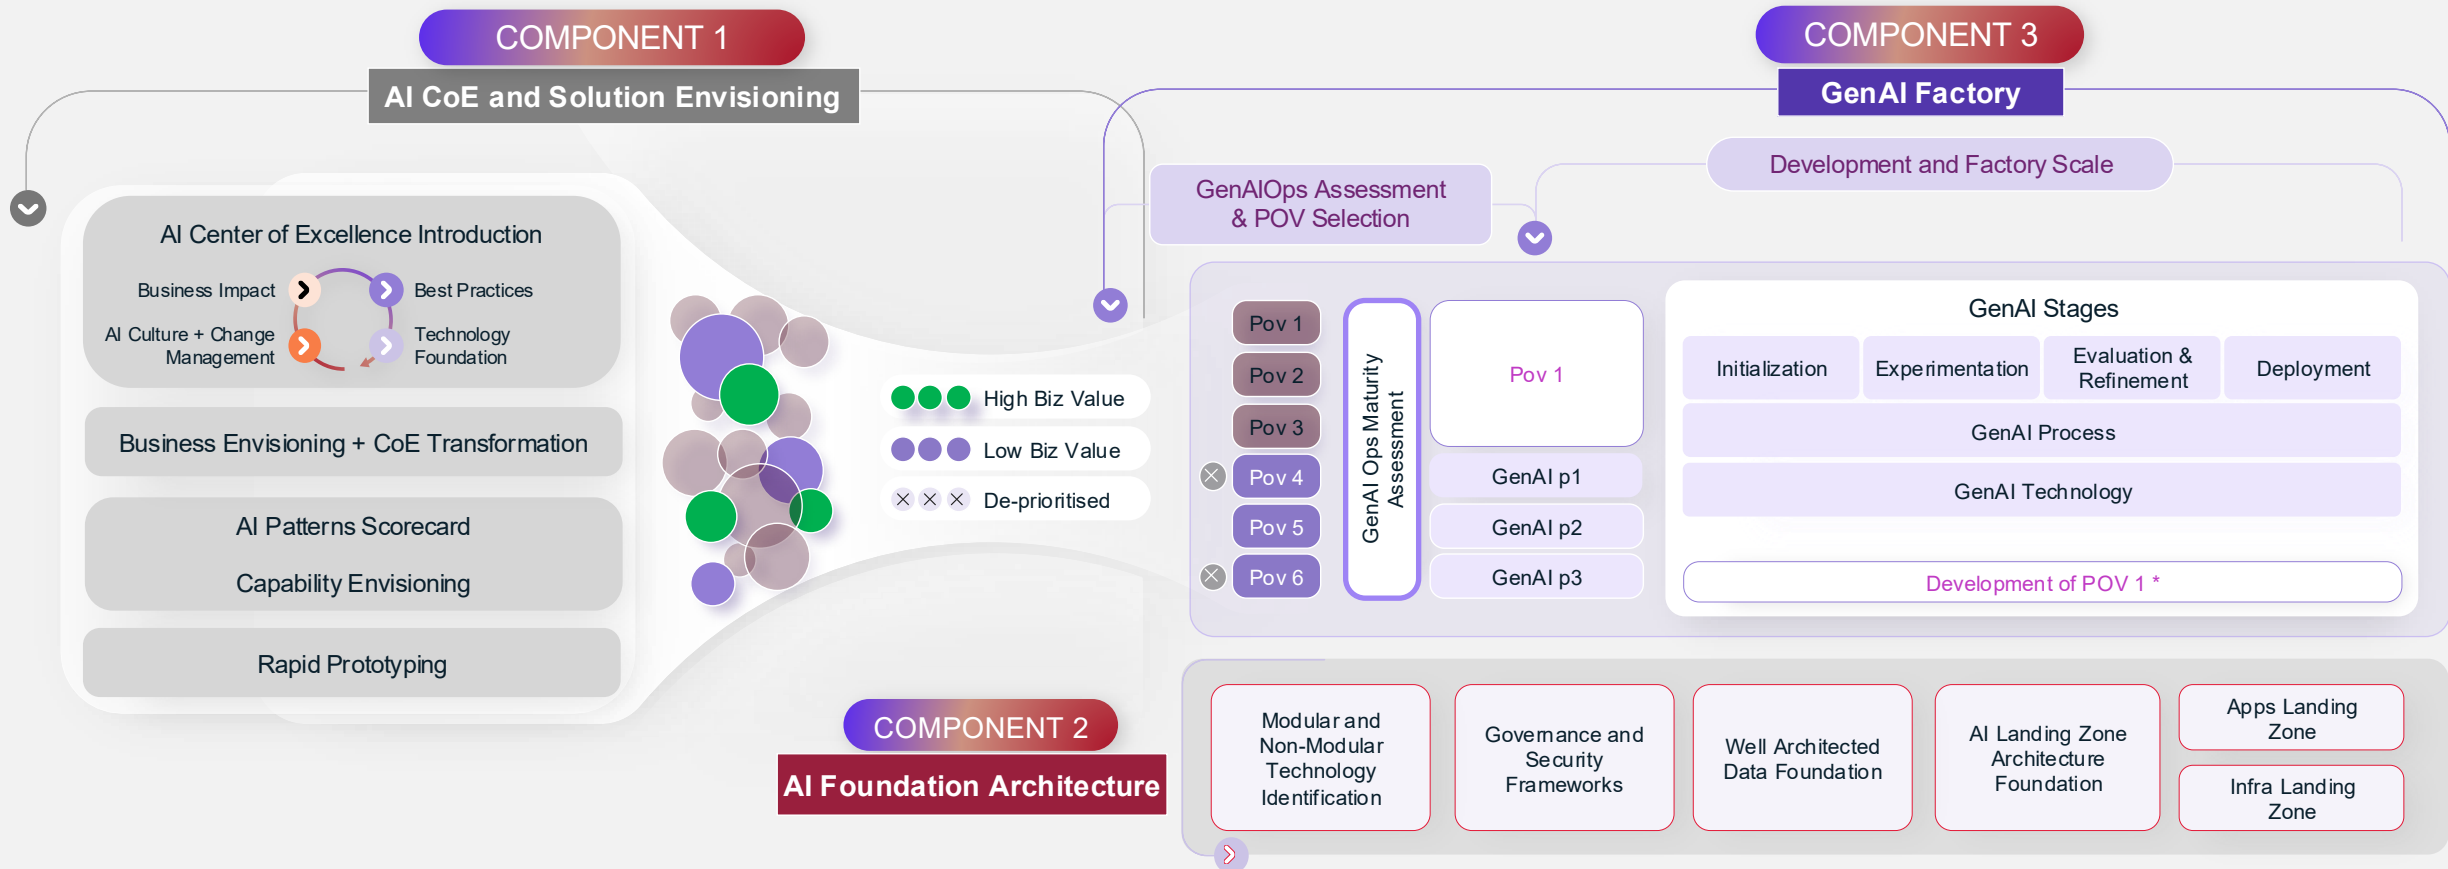 COMPONENT 1
AI CoE and Solution Envisioning
AI Center of Excellence Introduction
Business Impact
Best Practices
AI Culture + Change
Management
Technology
Foundation
Business Envisioning + CoE Transformation
AI Patterns Scorecard
Capability Envisioning
Rapid Prototyping
High Biz Value
Low Biz Value
De-prioritised
COMPONENT 2
AI Foundation Architecture
COMPONENT 3
GenAI Factory
GenAIOps Assessment
& POV Selection
Development and Factory Scale
Pov 1
Pov 2
Pov 3
Pov 4
Pov 5
Pov 6
GenAI Ops Maturity
Assessment
Pov 1
GenAI p1
GenAI p2
GenAI p3
GenAI Stages
Initialization
Experimentation
Evaluation &
Refinement
Deployment
GenAI Process
GenAI Technology
Development of POV 1 *
Modular and
Non-Modular
Technology
Identification
Governance and
Security
Frameworks
Well Architected
Data Foundation
AI Landing Zone
Architecture
Foundation
Apps Landing
Zone
Infra Landing
Zone